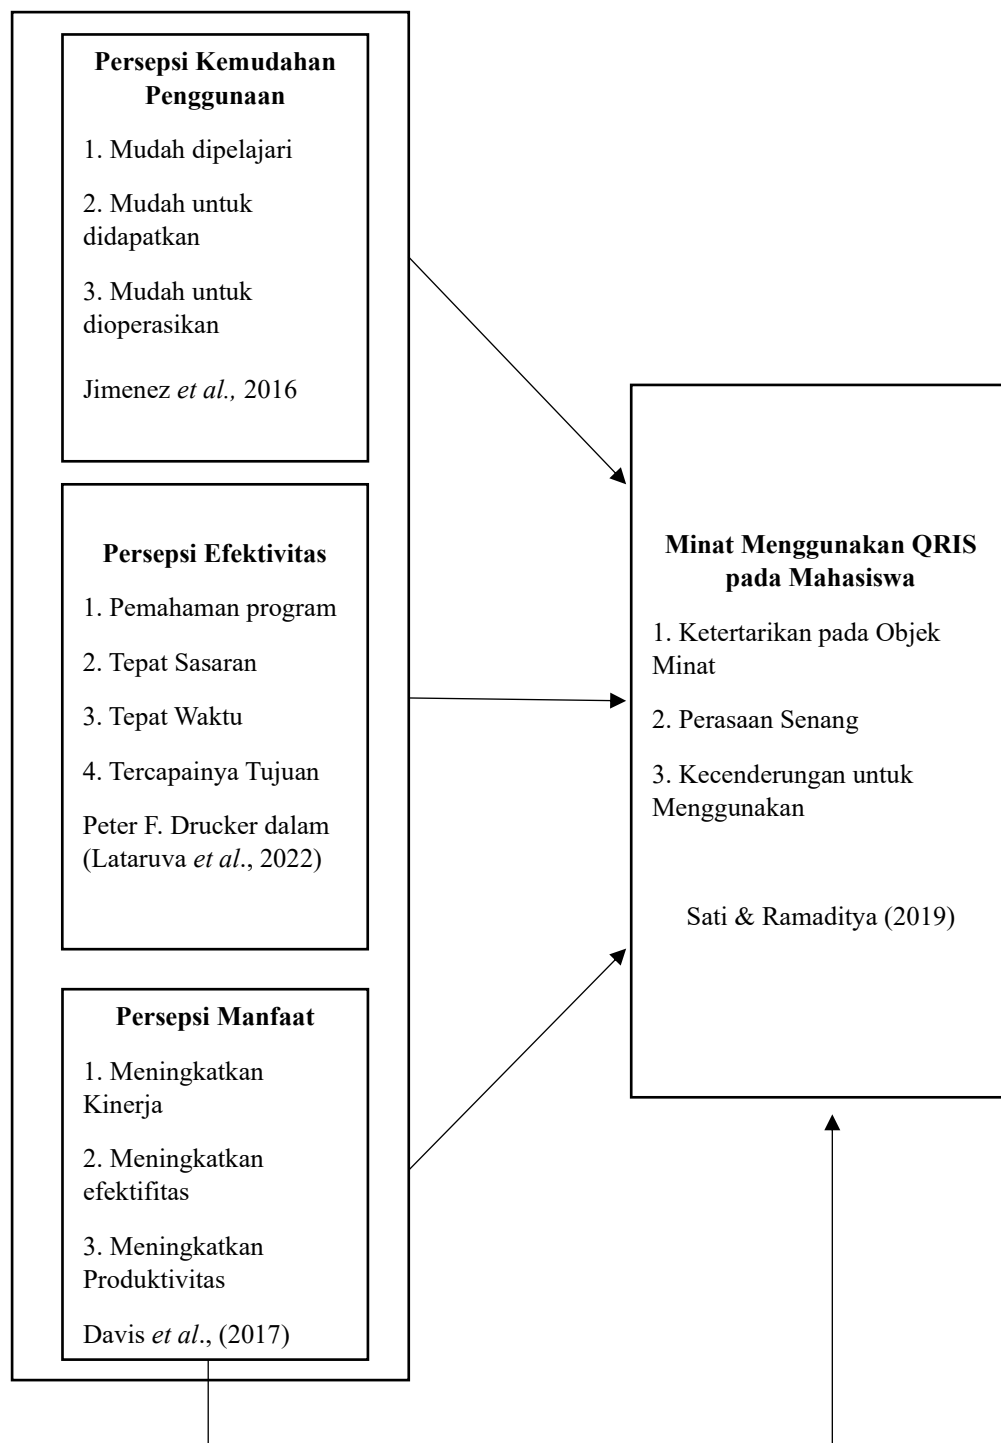 Persepsi Kemudahan
Penggunaan
1. Mudah dipelajari
2. Mudah untuk
didapatkan
3. Mudah untuk
dioperasikan
Jimenez et al., 2016
Persepsi Efektivitas
1. Pemahaman program
2. Tepat Sasaran
3. Tepat Waktu
4. Tercapainya Tujuan
Peter F. Drucker dalam
(Lataruva et al., 2022)
Persepsi Manfaat
1. Meningkatkan
Kinerja
2. Meningkatkan
efektifitas
3. Meningkatkan
Produktivitas
Davis et al., (2017)
Minat Menggunakan QRIS
pada Mahasiswa
1. Ketertarikan pada Objek
Minat
2. Perasaan Senang
3. Kecenderungan untuk
Menggunakan
Sati & Ramaditya (2019)